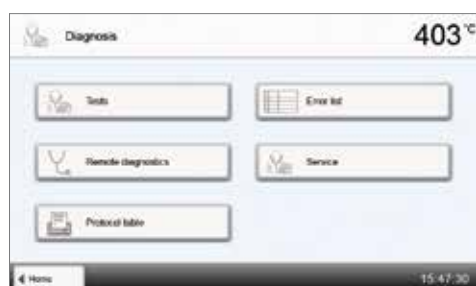 Diagnosis
403 °C
Tests
Error list
Remote diagnostics
Service
Protocol table
Home
15:47:30